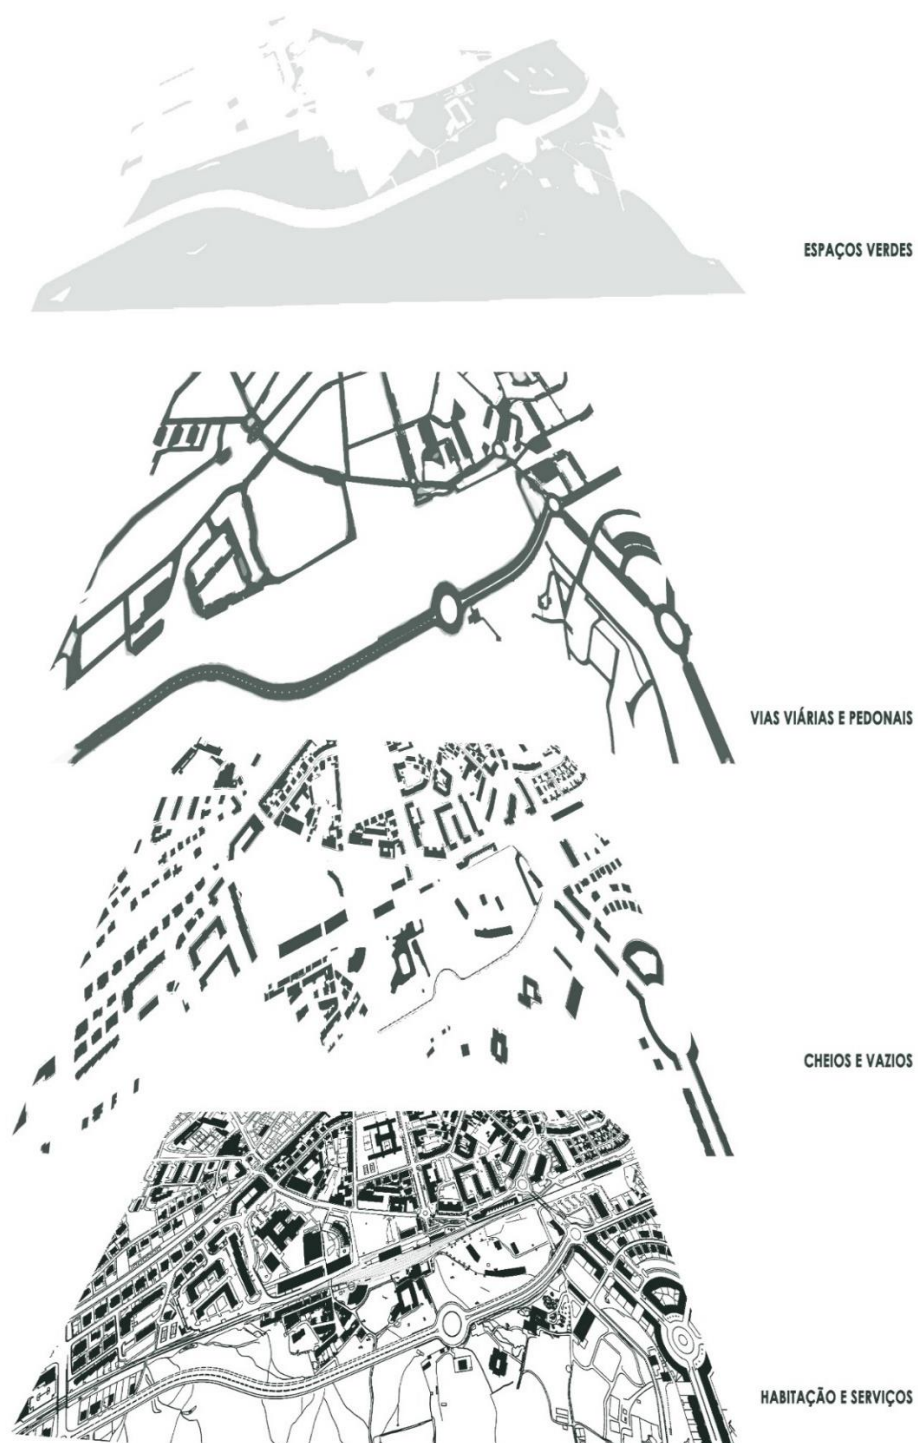 ESPAÇOS VERDES
VIAS VIÁRIAS E PEDONAIS
CHEIOS E VAZIOS
HABITAÇÃO E SERVIÇOS